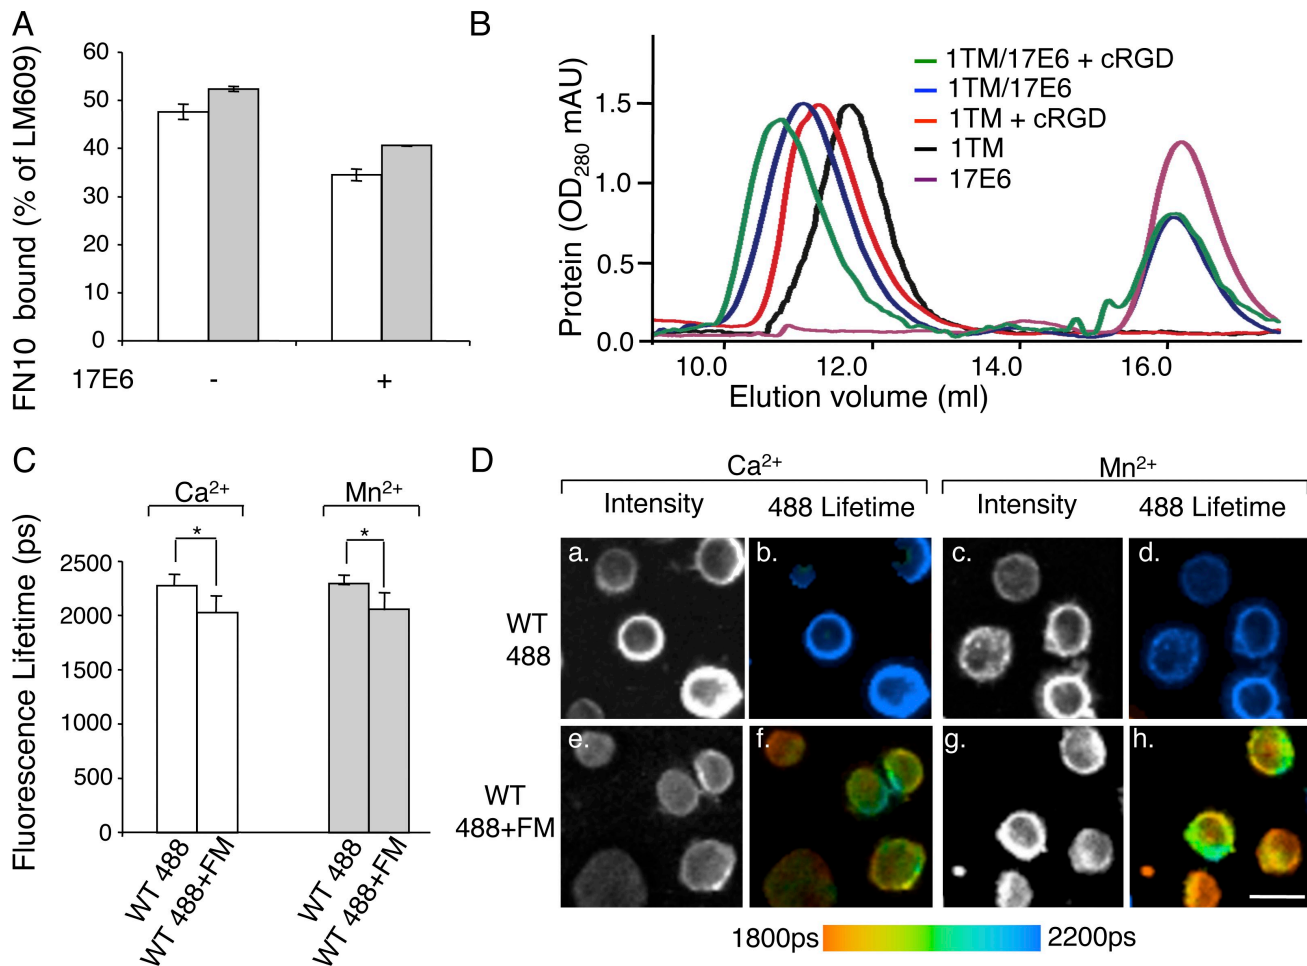 A
FN10 bound (% of LM609)
60
50
40
30
20
10
0
17E6 - +
B
Protein (OD280 mAU)
1.5
1.0
0.5
0.0
10.0 12.0 14.0 16.0
Elution volume (ml)
1TM/17E6 + cRGD
1TM/17E6
1TM + cRGD
1TM
17E6
C
Fluorescence Lifetime (ps)
Ca2+ Mn2+
* *
2500
2000
1500
1000
500
0
WT 488
WT 488+FM
WT 488
WT 488+FM
D
Ca2+ Mn2+
Intensity 488 Lifetime Intensity 488 Lifetime
WT
488
a. b. c. d.
WT
488+FM
e. f. g. h.
1800ps 2200ps